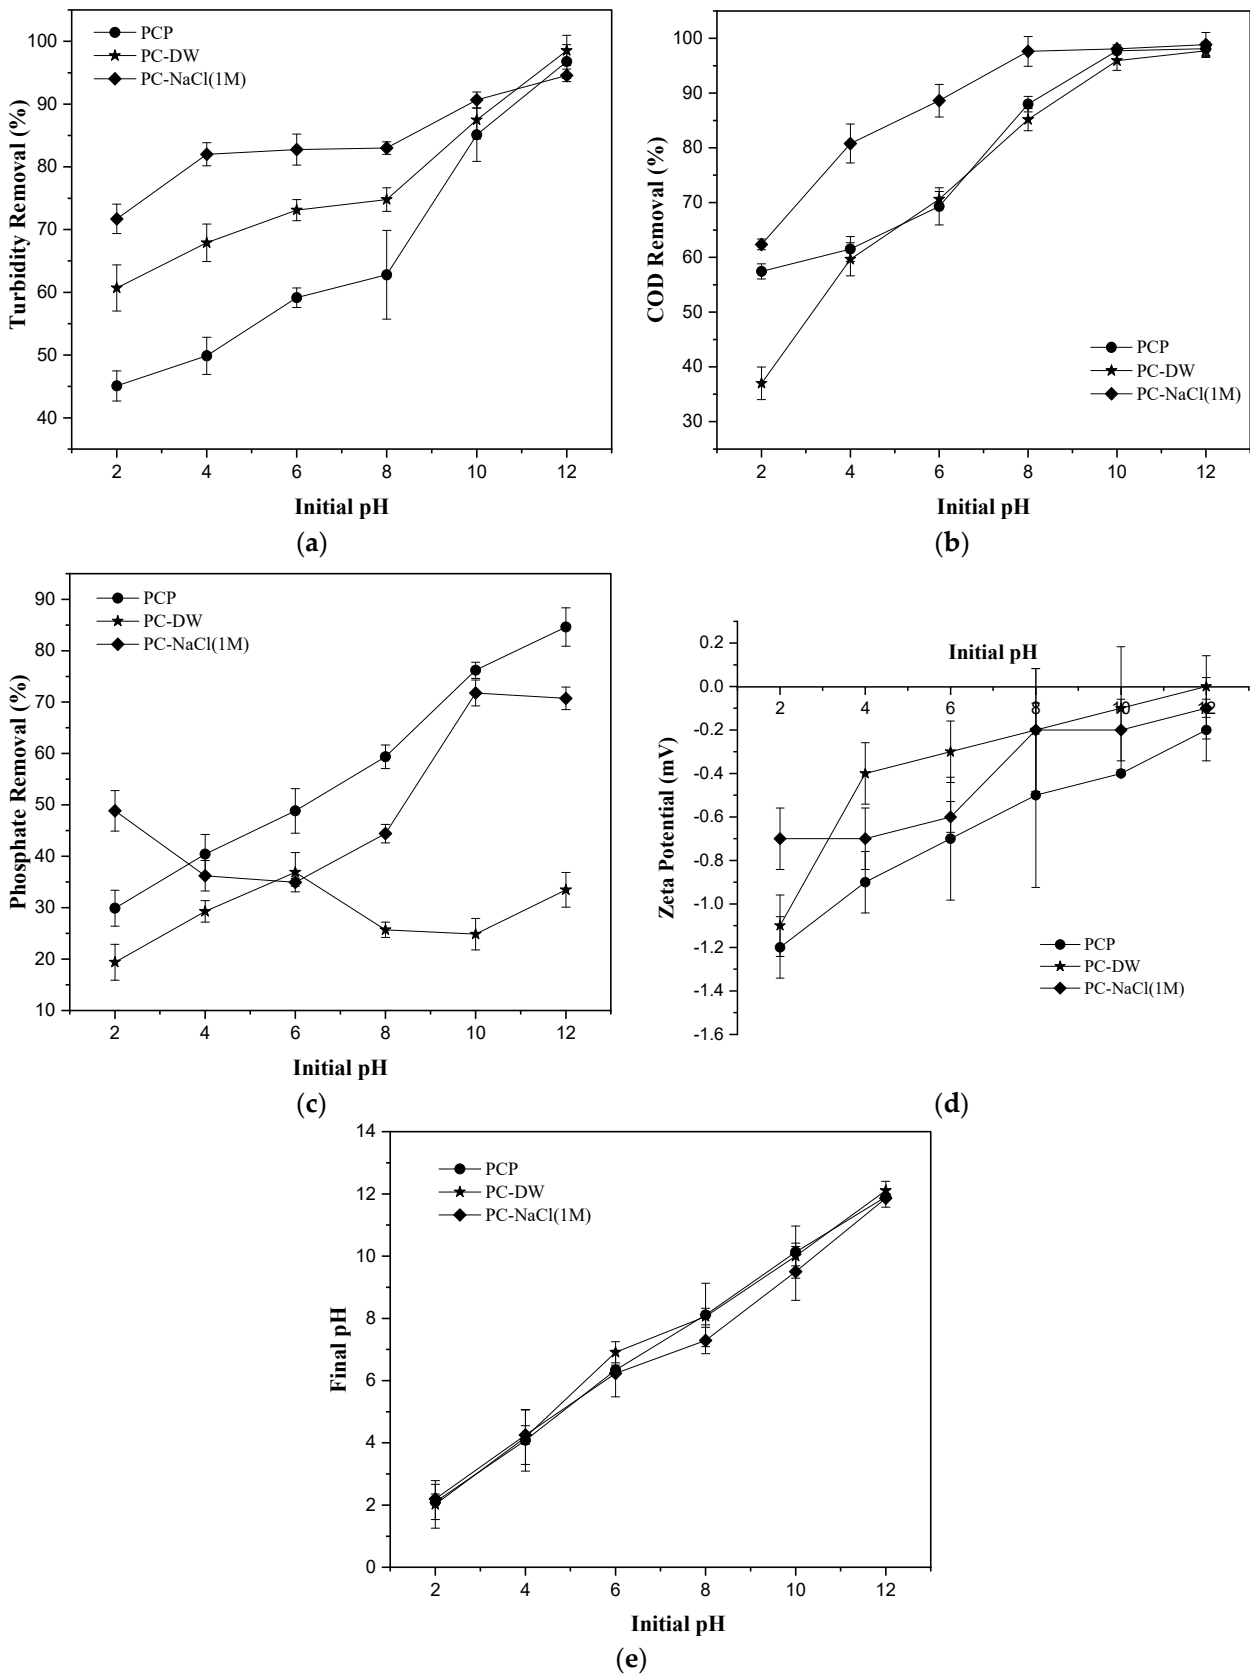 PCP
PC-DW
PC-NaCl(1M)
100
90
80
70
60
50
40
2
4
6
8
10
12
Turbidity Removal (%)
Initial pH
(a)
100
90
80
70
60
50
40
30
2
4
6
8
10
12
COD Removal (%)
PCP
PC-DW
PC-NaCl(1M)
Initial pH
(b)
90
80
70
60
50
40
30
20
10
PCP
PC-DW
PC-NaCl(1M)
2
4
6
8
10
12
Phosphate Removal (%)
Initial pH
(c)
Initial pH
0.2
0.0
-0.2
-0.4
-0.6
-0.8
-1.0
-1.2
-1.4
-1.6
2
4
6
8
10
12
Zeta Potential (mV)
PCP
PC-DW
PC-NaCl(1M)
(d)
14
12
10
8
6
4
2
0
PCP
PC-DW
PC-NaCl(1M)
2
4
6
8
10
12
Final pH
Initial pH
(e)